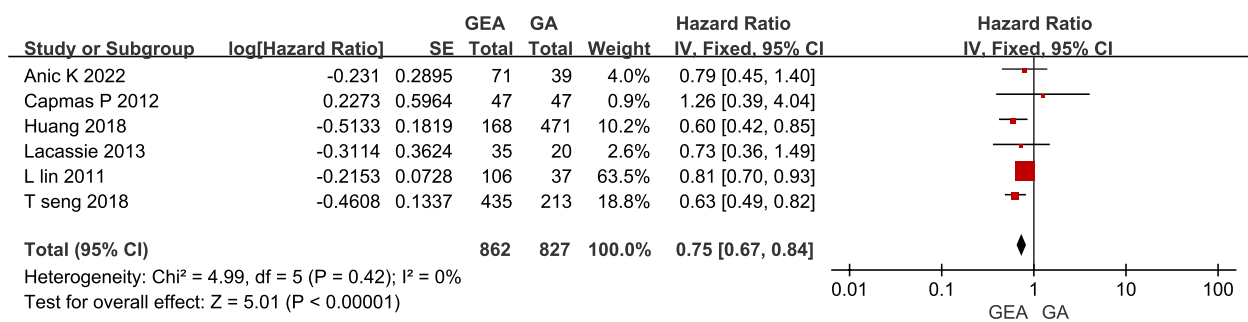 GEA GA Hazard Ratio Hazard Ratio
Study or Subgroup log[Hazard Ratio] SE Total Total Weight IV, Fixed, 95% CI IV, Fixed, 95% CI
Anic K 2022 -0.231 0.2895 71 39 4.0% 0.79 [0.45, 1.40]
Capmas P 2012 0.2273 0.5964 47 47 0.9% 1.26 [0.39, 4.04]
Huang 2018 -0.5133 0.1819 168 471 10.2% 0.60 [0.42, 0.85]
Lacassie 2013 -0.3114 0.3624 35 20 2.6% 0.73 [0.36, 1.49]
L lin 2011 -0.2153 0.0728 106 37 63.5% 0.81 [0.70, 0.93]
T seng 2018 -0.4608 0.1337 435 213 18.8% 0.63 [0.49, 0.82]
Total (95% CI) 862 827 100.0% 0.75 [0.67, 0.84]
Heterogeneity: Chi² = 4.99, df = 5 (P = 0.42); I² = 0%
Test for overall effect: Z = 5.01 (P < 0.00001)
0.01 0.1 1 10 100
GEA GA